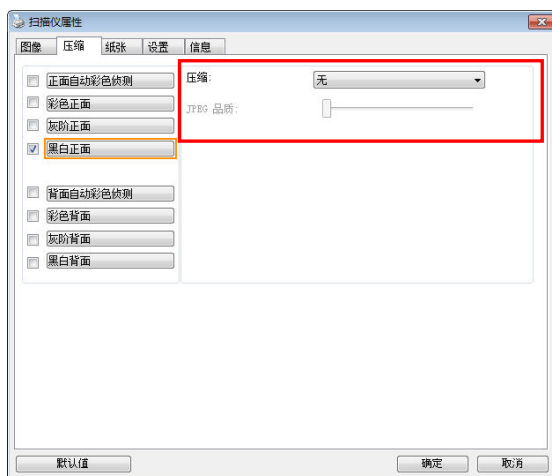 扫描仪属性
图像 压缩 纸张 设置 信息
正面自动彩色侦测
彩色正面
灰阶正面
黑白正面
背面自动彩色侦测
彩色背面
灰阶背面
黑白背面
压缩: 无
JPEG 品质:
默认值 确定 取消